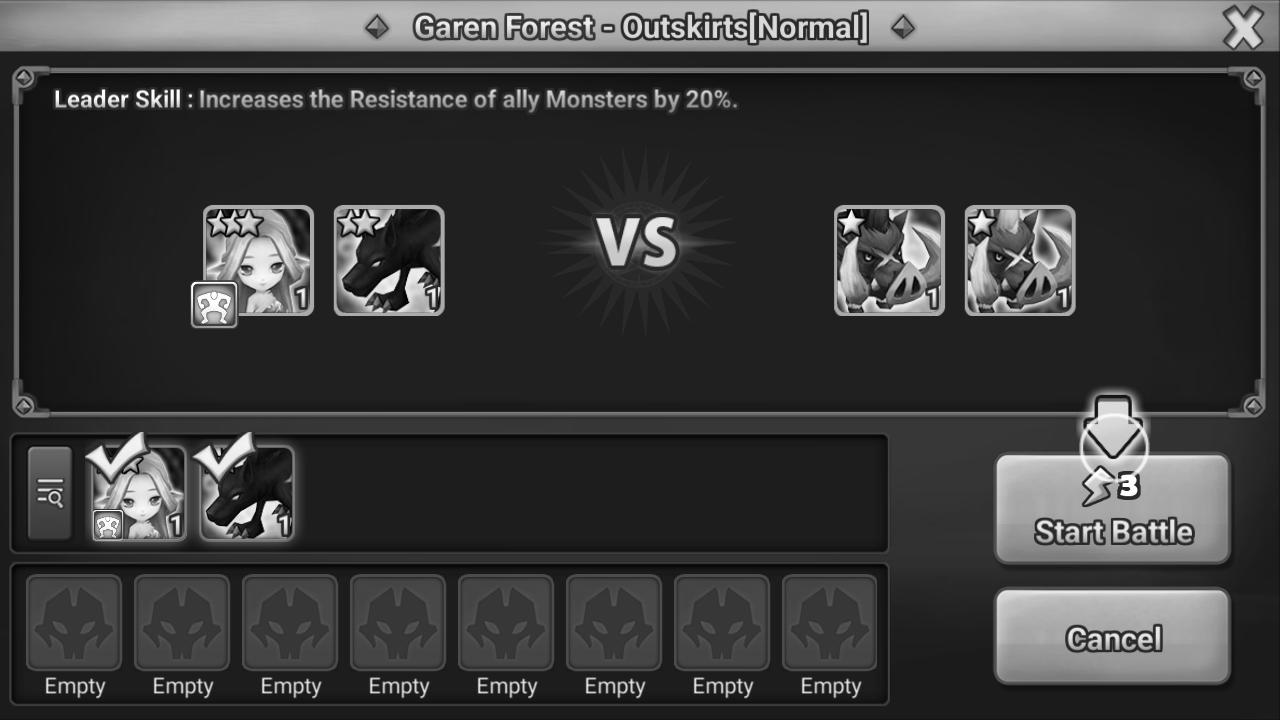 Garen Forest - Outskirts[Normal]
Leader Skill : Increases the Resistance of ally Monsters by 20%.
1
1
VS
1
1
1
1
3
Start Battle
Cancel
Empty
Empty
Empty
Empty
Empty
Empty
Empty
Empty